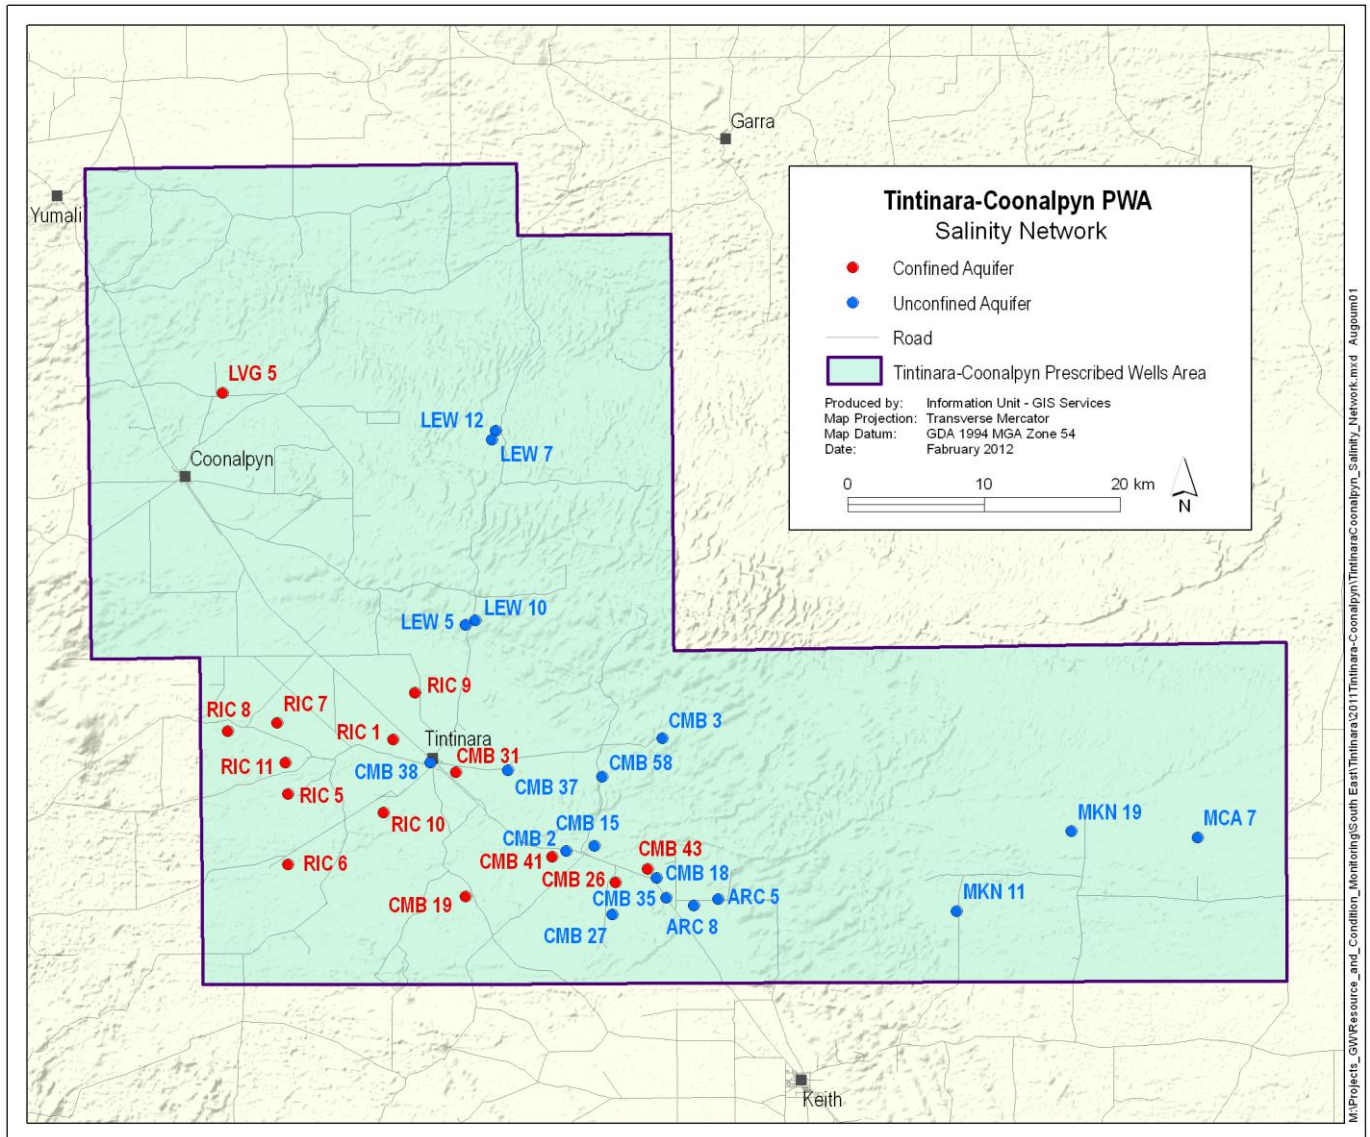 Garra
Yumali
Tintinara-Coonalpyn PWA
Salinity Network
Confined Aquifer
Unconfined Aquifer
Road
Tintinara-Coonalpyn Prescribed Wells Area
Produced by: Information Unit - GIS Services
Map Projection: Transverse Mercator
Map Datum: GDA 1994 MGA Zone 54
Date: Fabruary 2012
0 10 20 km
N
LVG 5
LEW 12
LEW 7
Coonalpyn
LEW 10
LEW 5
RIC 9
RIC 8
RIC 7
RIC 1
Tintinara
CMB 3
RIC 11
CMB 38
CMB 31
CMB 37
CMB 58
RIC 5
RIC 10
CMB 15
CMB 2
MKN 19
MCA 7
RIC 6
CMB 41
CMB 43
CMB 26
CMB 18
CMB 19
CMB 35
ARC 5
MKN 11
CMB 27
ARC 8
Keith
M:\Projects_GW\Resource_and_Condition_Monitoring\South East\Tintinara\2011Tintinara-Coonalpyn\TintinaraCoonalpyn_Salinity_Network.mxd Augoum01